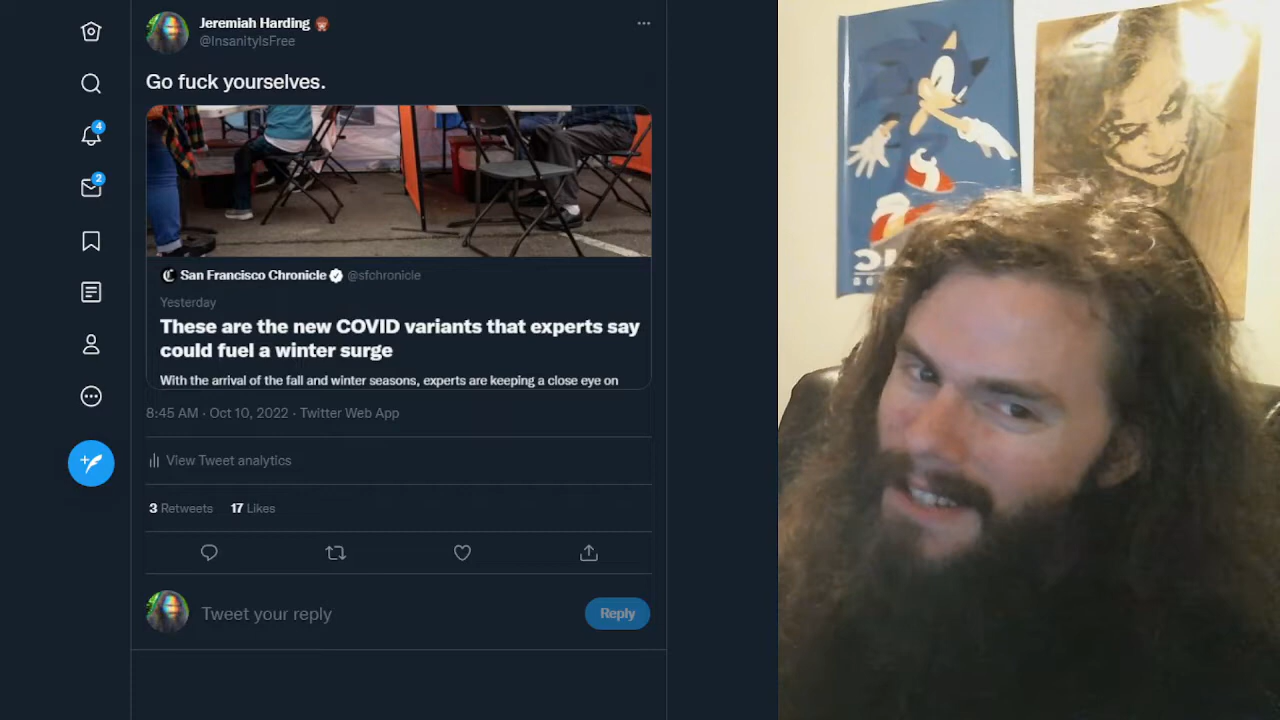 Jeremiah Harding
@InsanityIsFree
Go fuck yourselves.
San Francisco Chronicle @sfchronicle
Yesterday
These are the new COVID variants that experts say
could fuel a winter surge
With the arrival of the fall and winter seasons, experts are keeping a close eye on
8:45 AM · Oct 10, 2022 · Twitter Web App
View Tweet analytics
3 Retweets 17 Likes
Tweet your reply
Reply
4
2